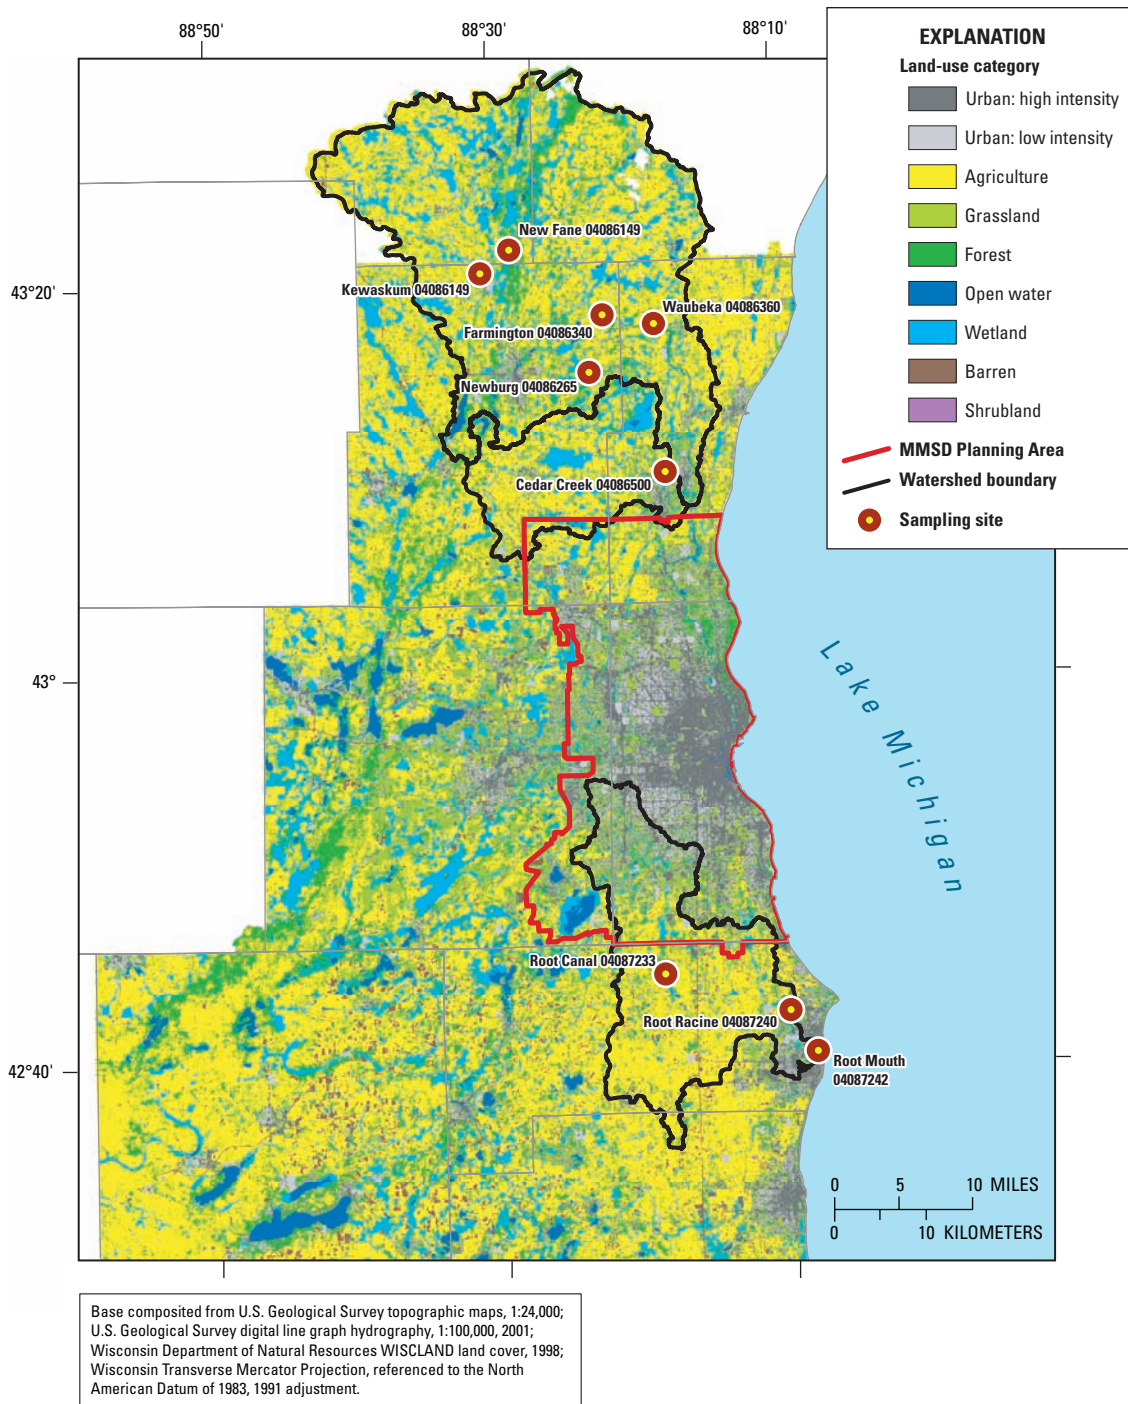 88°50'
88°30'
88°10'
EXPLANATION
Land-use category
Urban: high intensity
Urban: low intensity
Agriculture
Grassland
Forest
Open water
Wetland
Barren
Shrubland
MMSD Planning Area
Watershed boundary
Sampling site
New Fane 04086149
Kewaskum 04086149
43°20'
Waubeka 04086360
Farmington 04086340
Newburg 04086265
Cedar Creek 04086500
43°
Lake Michigan
Root Canal 04087233
Root Racine 04087240
Root Mouth
04087242
42°40'
0 5 10 MILES
0 10 KILOMETERS
Base composited from U.S. Geological Survey topographic maps, 1:24,000;
U.S. Geological Survey digital line graph hydrography, 1:100,000, 2001;
Wisconsin Department of Natural Resources WISCLAND land cover, 1998;
Wisconsin Transverse Mercator Projection, referenced to the North
American Datum of 1983, 1991 adjustment.